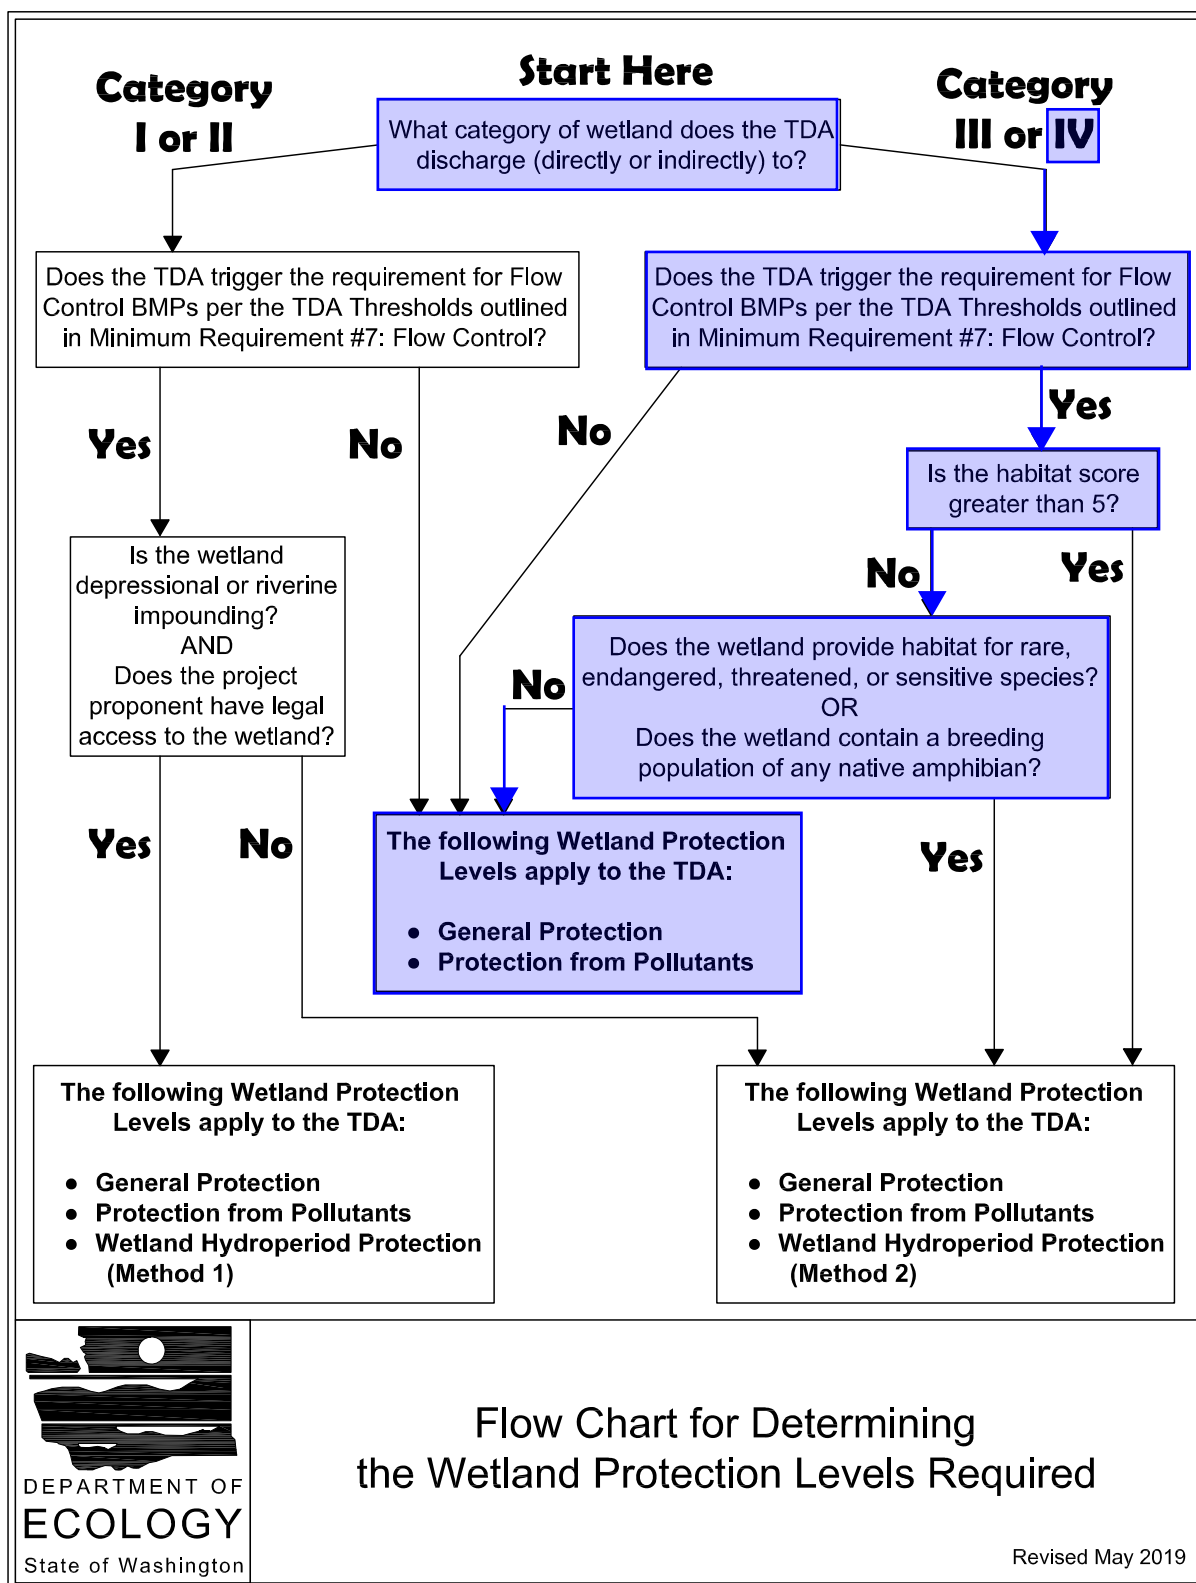 Start Here
Category
I or II
Category
III or IV
What category of wetland does the TDA
discharge (directly or indirectly) to?
Does the TDA trigger the requirement for Flow
Control BMPs per the TDA Thresholds outlined
in Minimum Requirement #7: Flow Control?
Does the TDA trigger the requirement for Flow
Control BMPs per the TDA Thresholds outlined
in Minimum Requirement #7: Flow Control?
Yes
No
No
Yes
Is the habitat score
greater than 5?
Is the wetland
depressional or riverine
impounding?
AND
Does the project
proponent have legal
access to the wetland?
No
Yes
Does the wetland provide habitat for rare,
endangered, threatened, or sensitive species?
OR
Does the wetland contain a breeding
population of any native amphibian?
No
Yes
No
Yes
The following Wetland Protection
Levels apply to the TDA:
● General Protection
● Protection from Pollutants
The following Wetland Protection
Levels apply to the TDA:
● General Protection
● Protection from Pollutants
● Wetland Hydroperiod Protection
(Method 1)
The following Wetland Protection
Levels apply to the TDA:
● General Protection
● Protection from Pollutants
● Wetland Hydroperiod Protection
(Method 2)
DEPARTMENT OF
ECOLOGY
State of Washington
Flow Chart for Determining
the Wetland Protection Levels Required
Revised May 2019